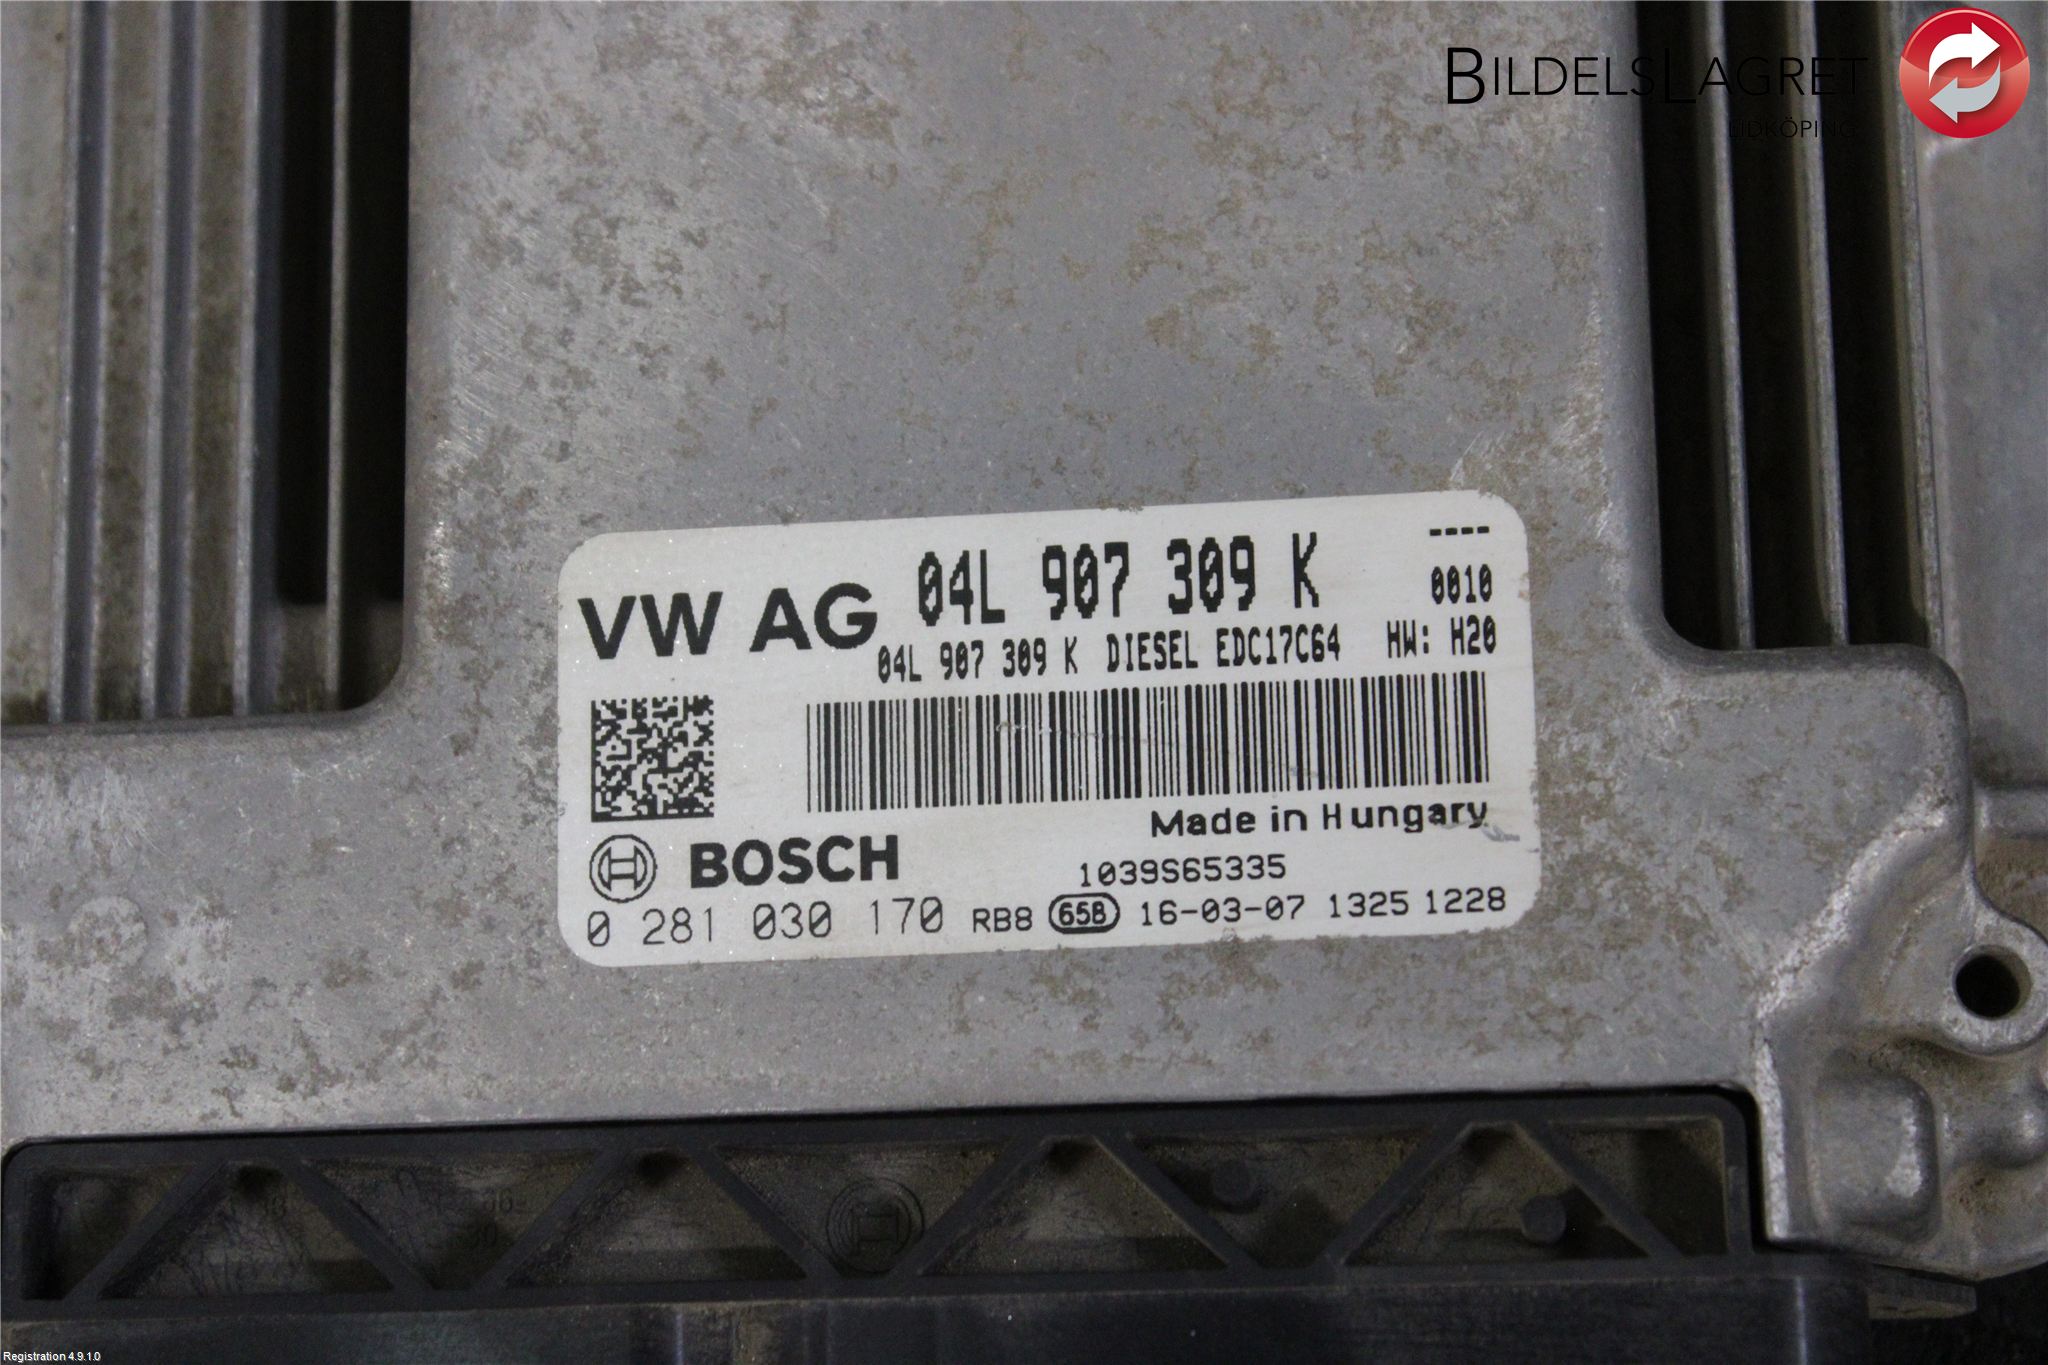 BILDELSLAGRET
LIDKÖPING
----
VW AG 04L 907 309 K 0010
04L 907 309 K DIESEL EDC17C64 HW: H20
Made in Hungary
BOSCH 1039S65335
0 281 030 170 RB8 658 16-03-07 1325 1228
Registration 4.9.1.0